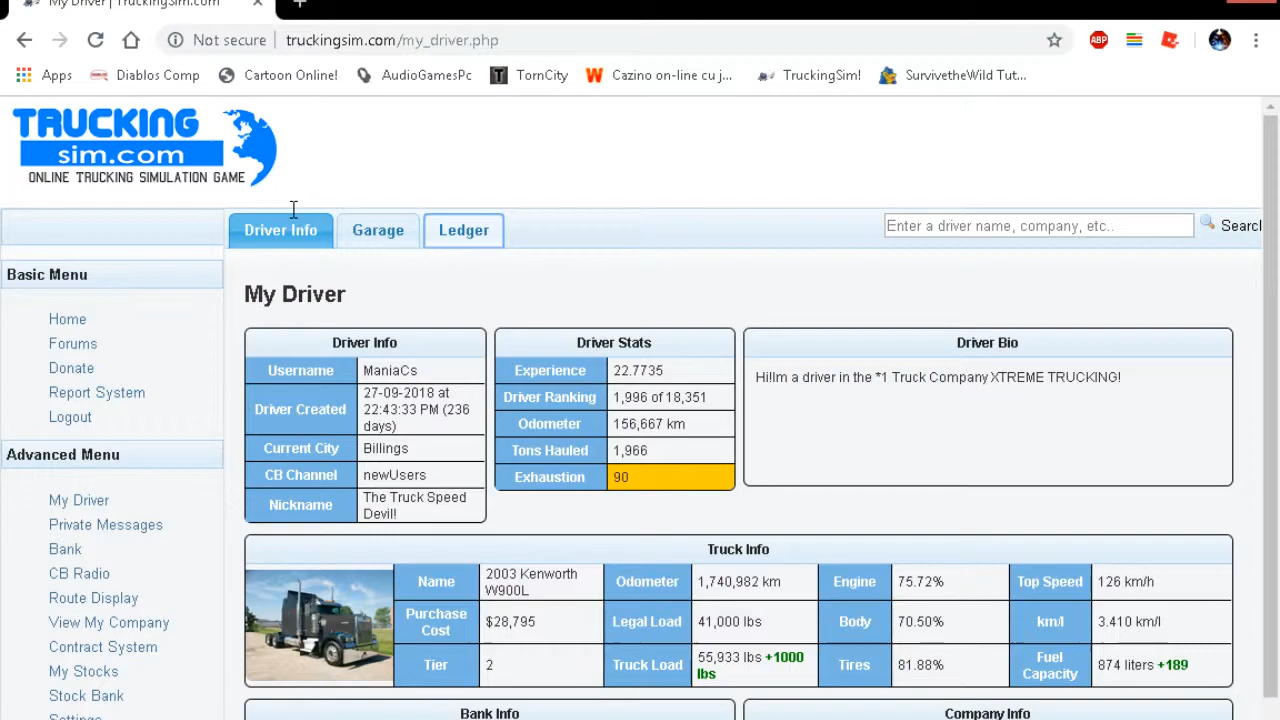 My Driver | TruckingSim.com
Not secure | truckingsim.com/my_driver.php
ABP
Apps Diablos Comp Cartoon Online! AudioGamesPc T TornCity W Cazino on-line cu j... TruckingSim! SurvivetheWild Tut...
TRUCKING
sim.com
ONLINE TRUCKING SIMULATION GAME
Driver Info Garage Ledger
Enter a driver name, company, etc.. Search
Basic Menu
Home
Forums
Donate
Report System
Logout
Advanced Menu
My Driver
Private Messages
Bank
CB Radio
Route Display
View My Company
Contract System
My Stocks
Stock Bank
Settings
My Driver
Driver Info
Username ManiaCs
Driver Created 27-09-2018 at
22:43:33 PM (236
days)
Current City Billings
CB Channel newUsers
Nickname The Truck Speed
Devil!
Driver Stats
Experience 22.7735
Driver Ranking 1,996 of 18,351
Odometer 156,667 km
Tons Hauled 1,966
Exhaustion 90
Driver Bio
Hi!Im a driver in the *1 Truck Company XTREME TRUCKING!
Truck Info
Name 2003 Kenworth
W900L
Odometer 1,740,982 km
Engine 75.72%
Top Speed 126 km/h
Purchase
Cost $28,795
Legal Load 41,000 lbs
Body 70.50%
km/l 3.410 km/l
Tier 2
Truck Load 55,933 lbs +1000
lbs
Tires 81.88%
Fuel
Capacity 874 liters +189
Bank Info
Company Info